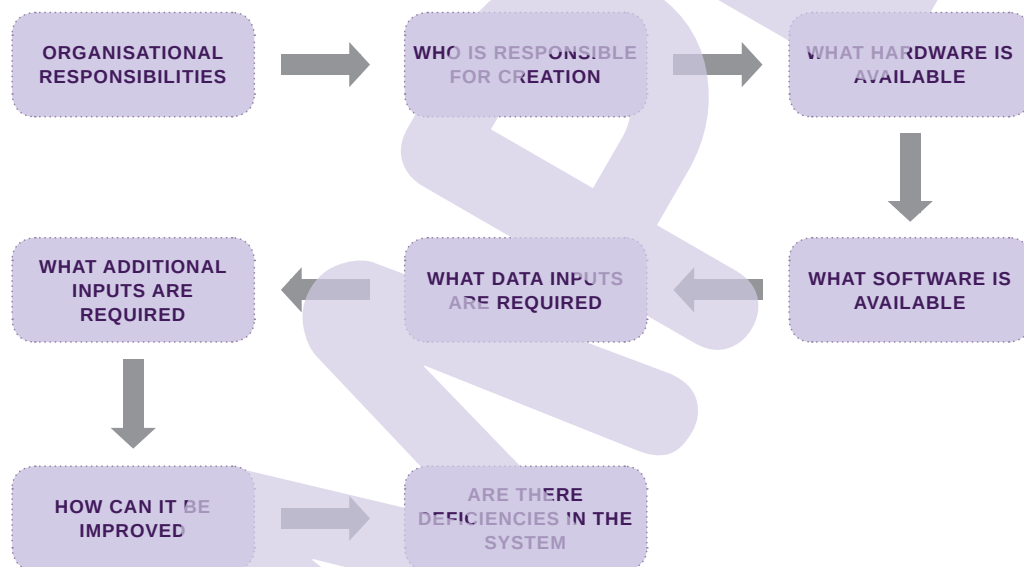 ORGANISATIONAL
RESPONSIBILITIES
WHO IS RESPONSIBLE
FOR CREATION
WHAT HARDWARE IS
AVAILABLE
WHAT SOFTWARE IS
AVAILABLE
WHAT DATA INPUTS
ARE REQUIRED
WHAT ADDITIONAL
INPUTS ARE
REQUIRED
HOW CAN IT BE
IMPROVED
ARE THERE
DEFICIENCIES IN THE
SYSTEM